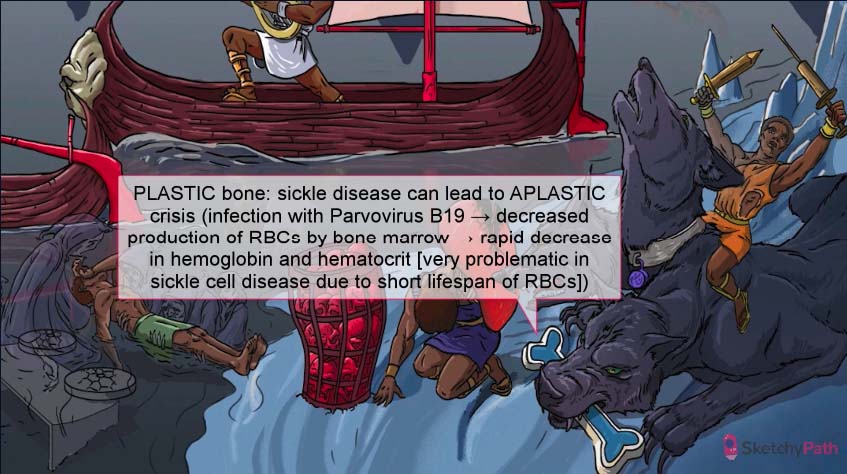 PLASTIC bone: sickle disease can lead to APLASTIC
crisis (infection with Parvovirus B19 → decreased
production of RBCs by bone marrow → rapid decrease
in hemoglobin and hematocrit [very problematic in
sickle cell disease due to short lifespan of RBCs])
SketchyPath